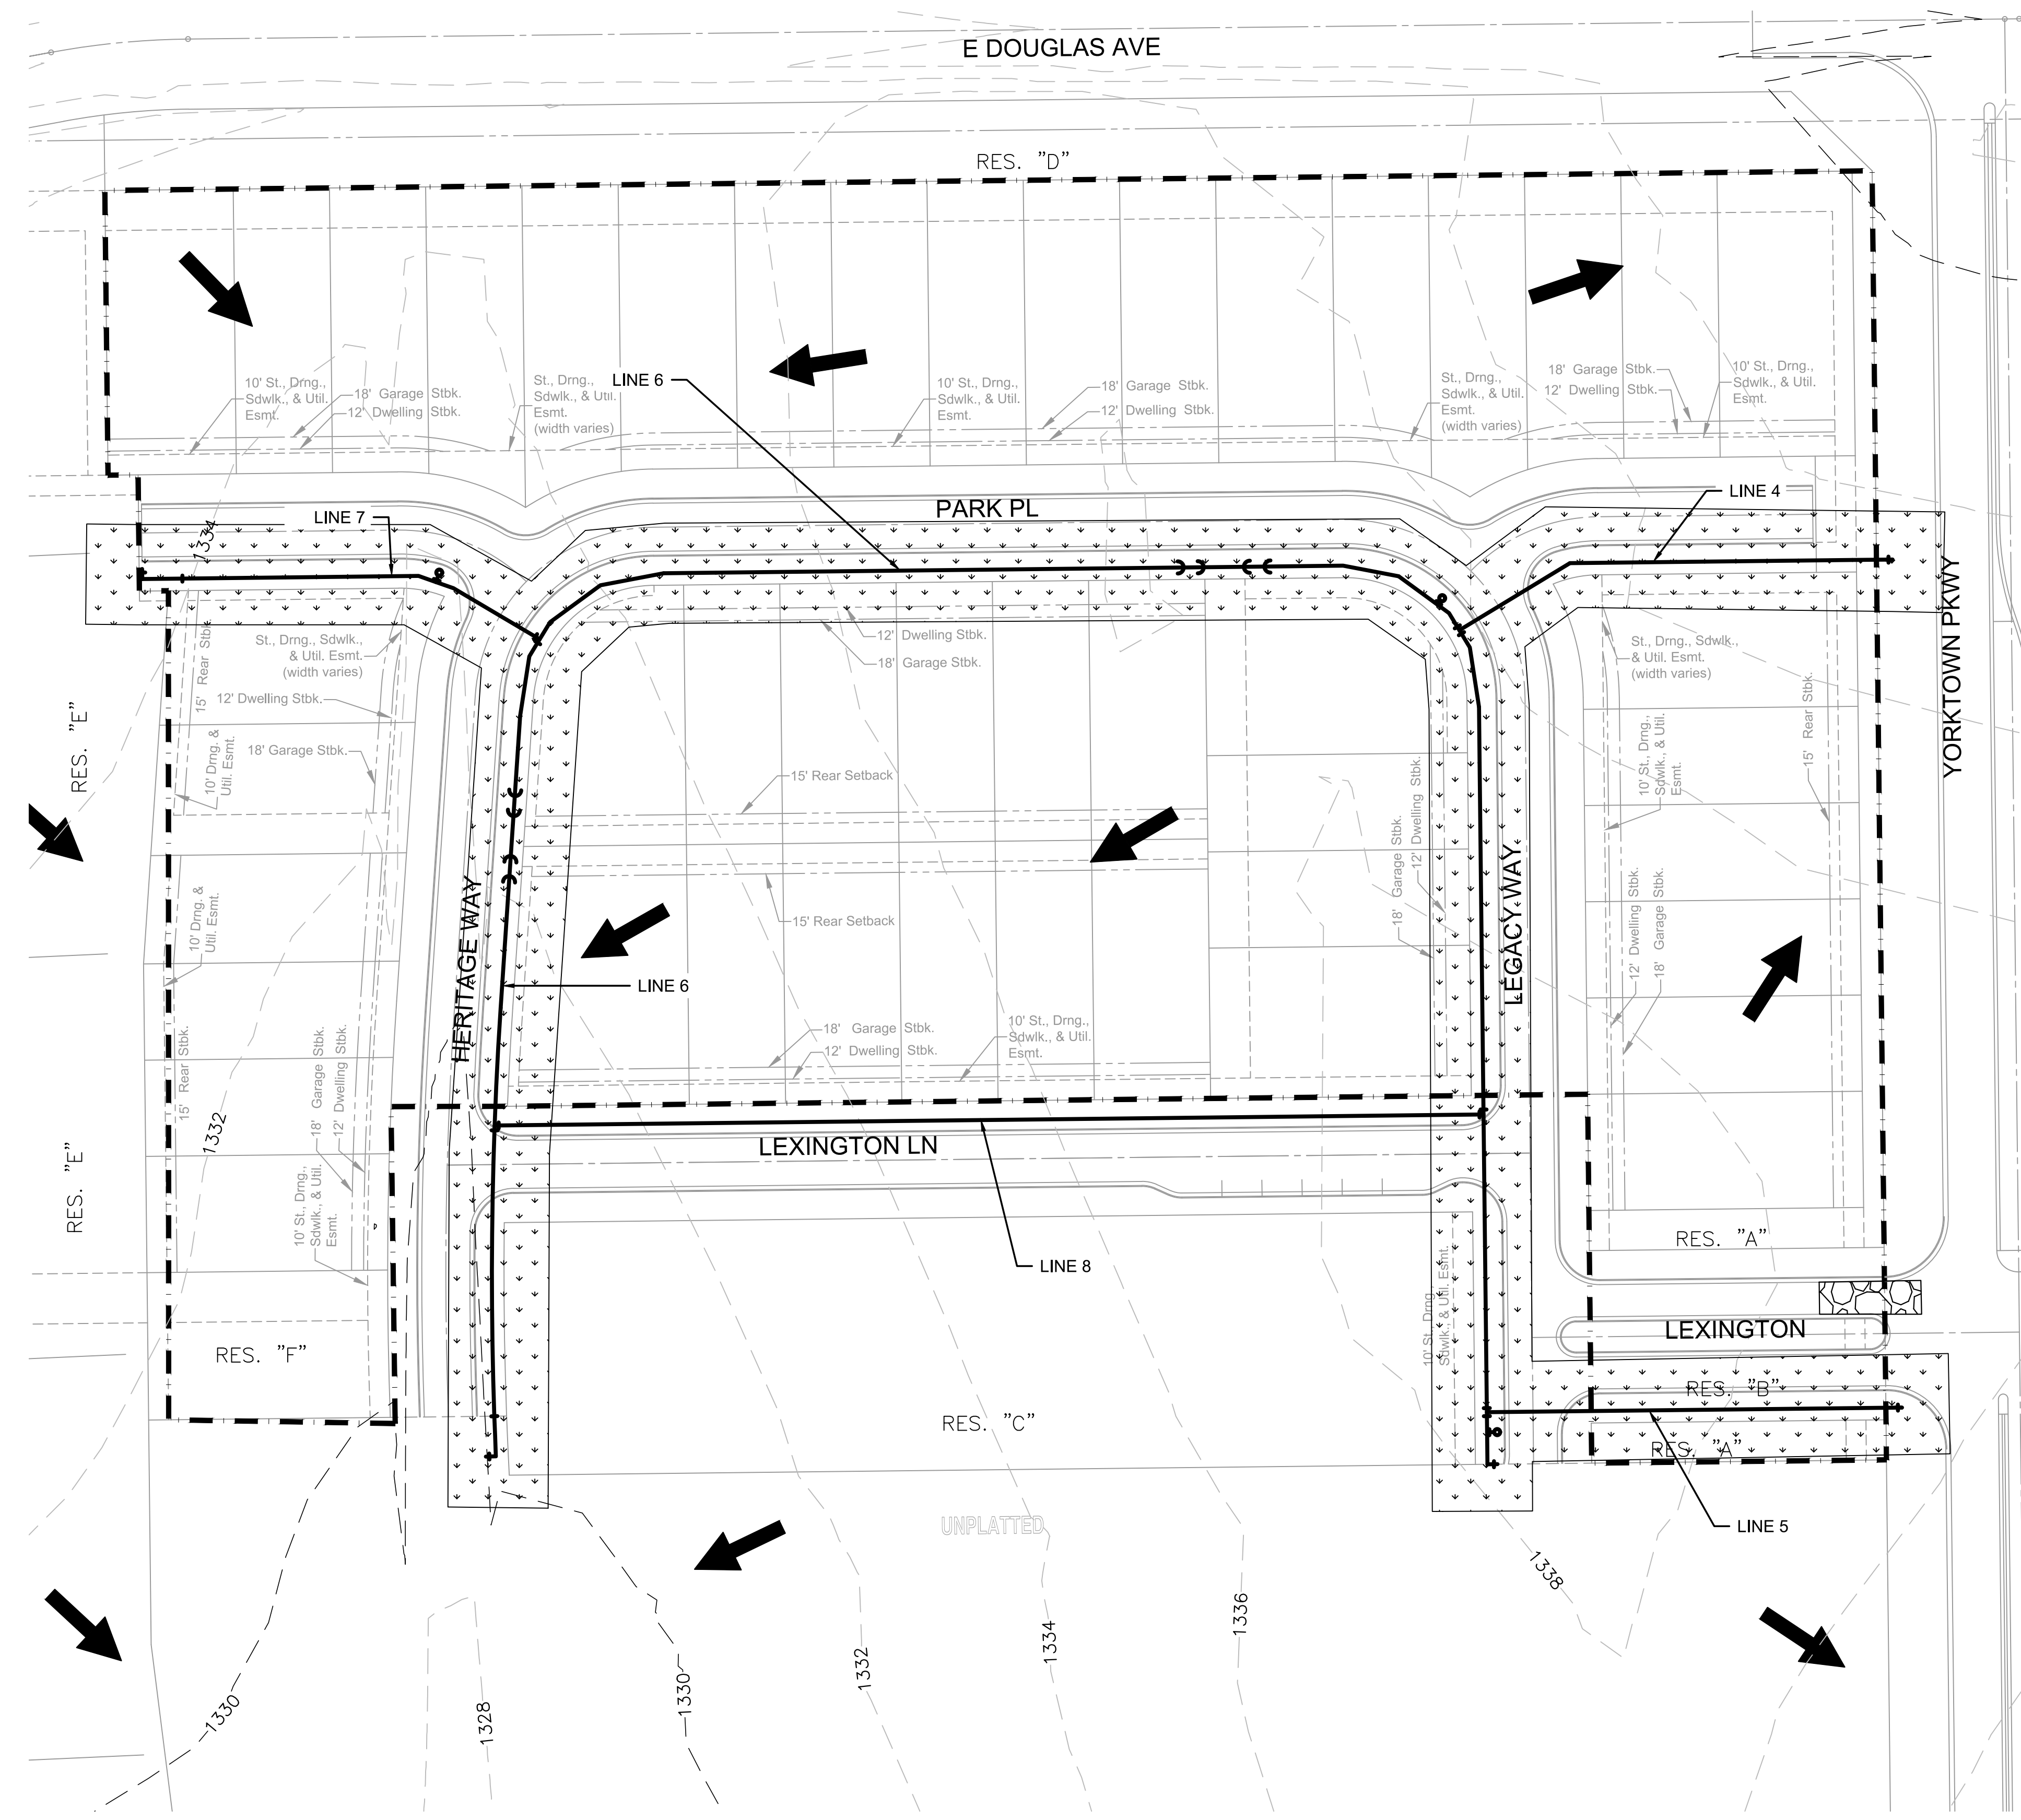 E DOUGLAS AVE
RES. "D"
10' St., Drng.,
Sdwlk., & Util.
Esmt.
18' Garage Stbk.
12' Dwelling Stbk.
St., Drng.,
Sdwlk., & Util.
Esmt.
(width varies)
LINE 6
10' St., Drng.,
Sdwlk., & Util.
Esmt.
18' Garage Stbk.
12' Dwelling Stbk.
St., Drng.,
Sdwlk., & Util.
Esmt.
(width varies)
18' Garage Stbk.
12' Dwelling Stbk.
10' St., Drng.,
Sdwlk., & Util.
Esmt.
LINE 4
PARK PL
LINE 7
1334
YORKTOWN PKWY
St., Drng., Sdwlk.,
& Util. Esmt.
(width varies)
15' Rear Stbk.
12' Dwelling Stbk.
18' Garage Stbk.
10' Drng. &
Util. Esmt.
RES. "E"
12' Dwelling Stbk.
18' Garage Stbk.
St., Drng., Sdwlk.,
& Util. Esmt.
(width varies)
10' St., Drng.,
Sdwlk., & Util.
Esmt.
15' Rear Stbk.
15' Rear Setback
15' Rear Setback
12' Dwelling Stbk.
18' Garage Stbk.
LEGACY WAY
12' Dwelling Stbk.
18' Garage Stbk.
10' Drng. &
Util. Esmt.
HERITAGE WAY
LINE 6
18' Garage Stbk.
12' Dwelling Stbk.
10' St., Drng.,
Sdwlk., & Util.
Esmt.
15' Rear Stbk.
1332
18' Garage Stbk.
12' Dwelling Stbk.
10' St., Drng.,
Sdwlk., & Util.
Esmt.
RES. "E"
LEXINGTON LN
LINE 8
RES. "A"
10' St., Drng.,
Sdwlk., & Util. Esmt.
LEXINGTON
RES. "F"
RES. "B"
RES. "C"
RES. "A"
UNPLATTED
LINE 5
1338
1330
1328
1330
1332
1334
1336